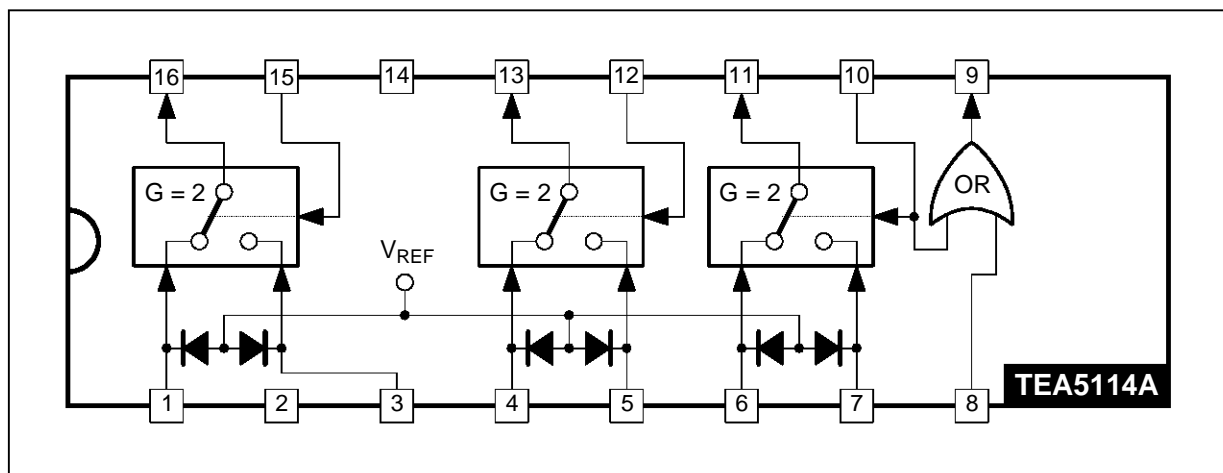 16 15 14 13 12 11 10 9
G = 2 G = 2 G = 2 OR
VREF
TEA5114A
1 2 3 4 5 6 7 8